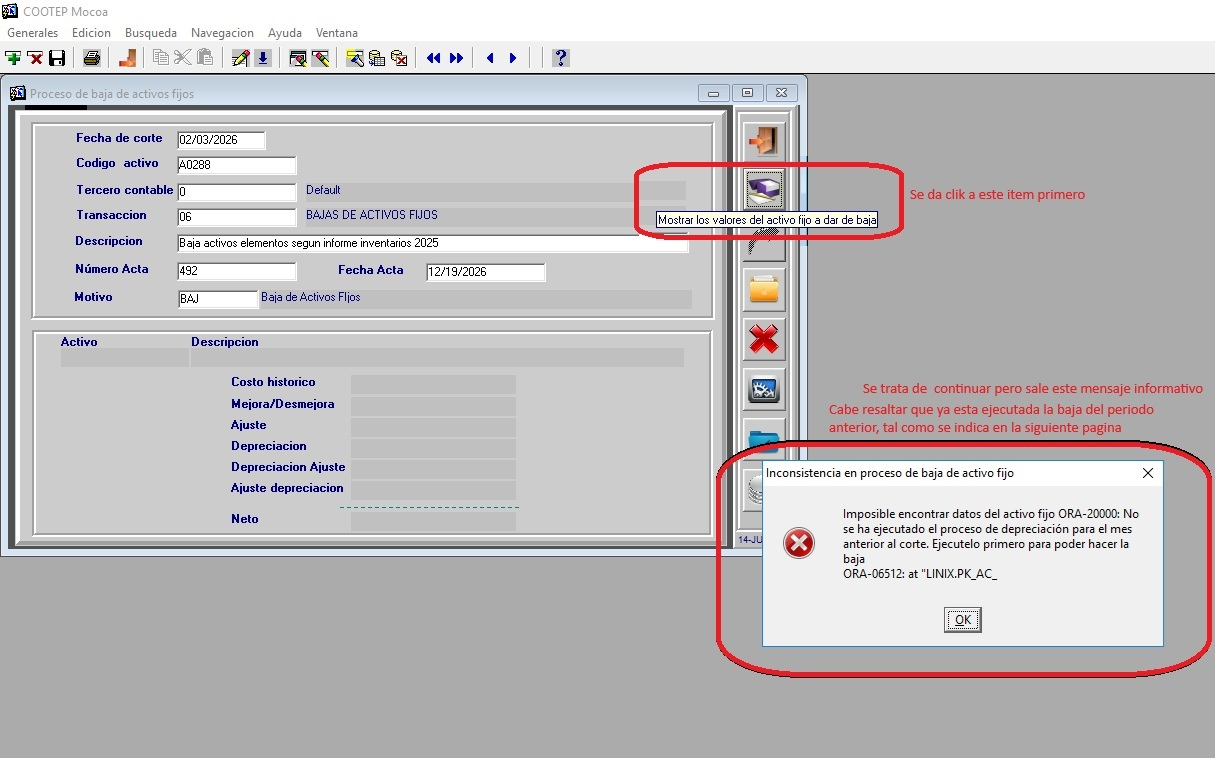 COOTEP Mocoa
Generales Edicion Busqueda Navegacion Ayuda Ventana
Proceso de baja de activos fijos
Fecha de corte 02/03/2026
Codigo activo A0288
Tercero contable 0 Default
Transaccion 06 BAJAS DE ACTIVOS FIJOS
Descripcion Baja activos elementos segun informe inventarios 2025
Número Acta 492 Fecha Acta 12/19/2026
Motivo BAJ Baja de Activos FIjos
Se da clik a este item primero
Mostrar los valores del activo fijo a dar de baja
Activo Descripcion
Costo historico
Mejora/Desmejora
Ajuste
Depreciacion
Depreciacion Ajuste
Ajuste depreciacion
Neto
Se trata de continuar pero sale este mensaje informativo
Cabe resaltar que ya esta ejecutada la baja del periodo
anterior, tal como se indica en la siguiente pagina
14-JU
Inconsistencia en proceso de baja de activo fijo
Imposible encontrar datos del activo fijo ORA-20000: No
se ha ejecutado el proceso de depreciación para el mes
anterior al corte. Ejecutelo primero para poder hacer la
baja
ORA-06512: at "LINIX.PK_AC_
OK